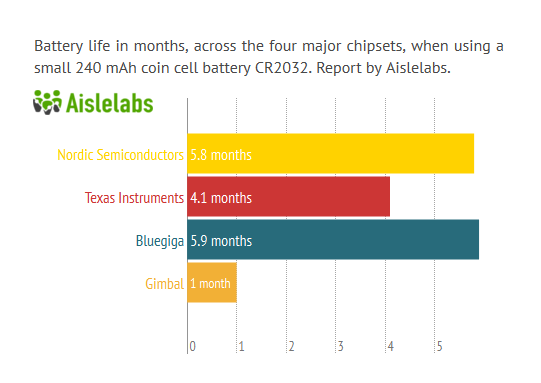 Battery life in months, across the four major chipsets, when using a
small 240 mAh coin cell battery CR2032. Report by Aislelabs.
Aislelabs
Nordic Semiconductors 5.8 months
Texas Instruments 4.1 months
Bluegiga 5.9 months
Gimbal 1 month
0 1 2 3 4 5